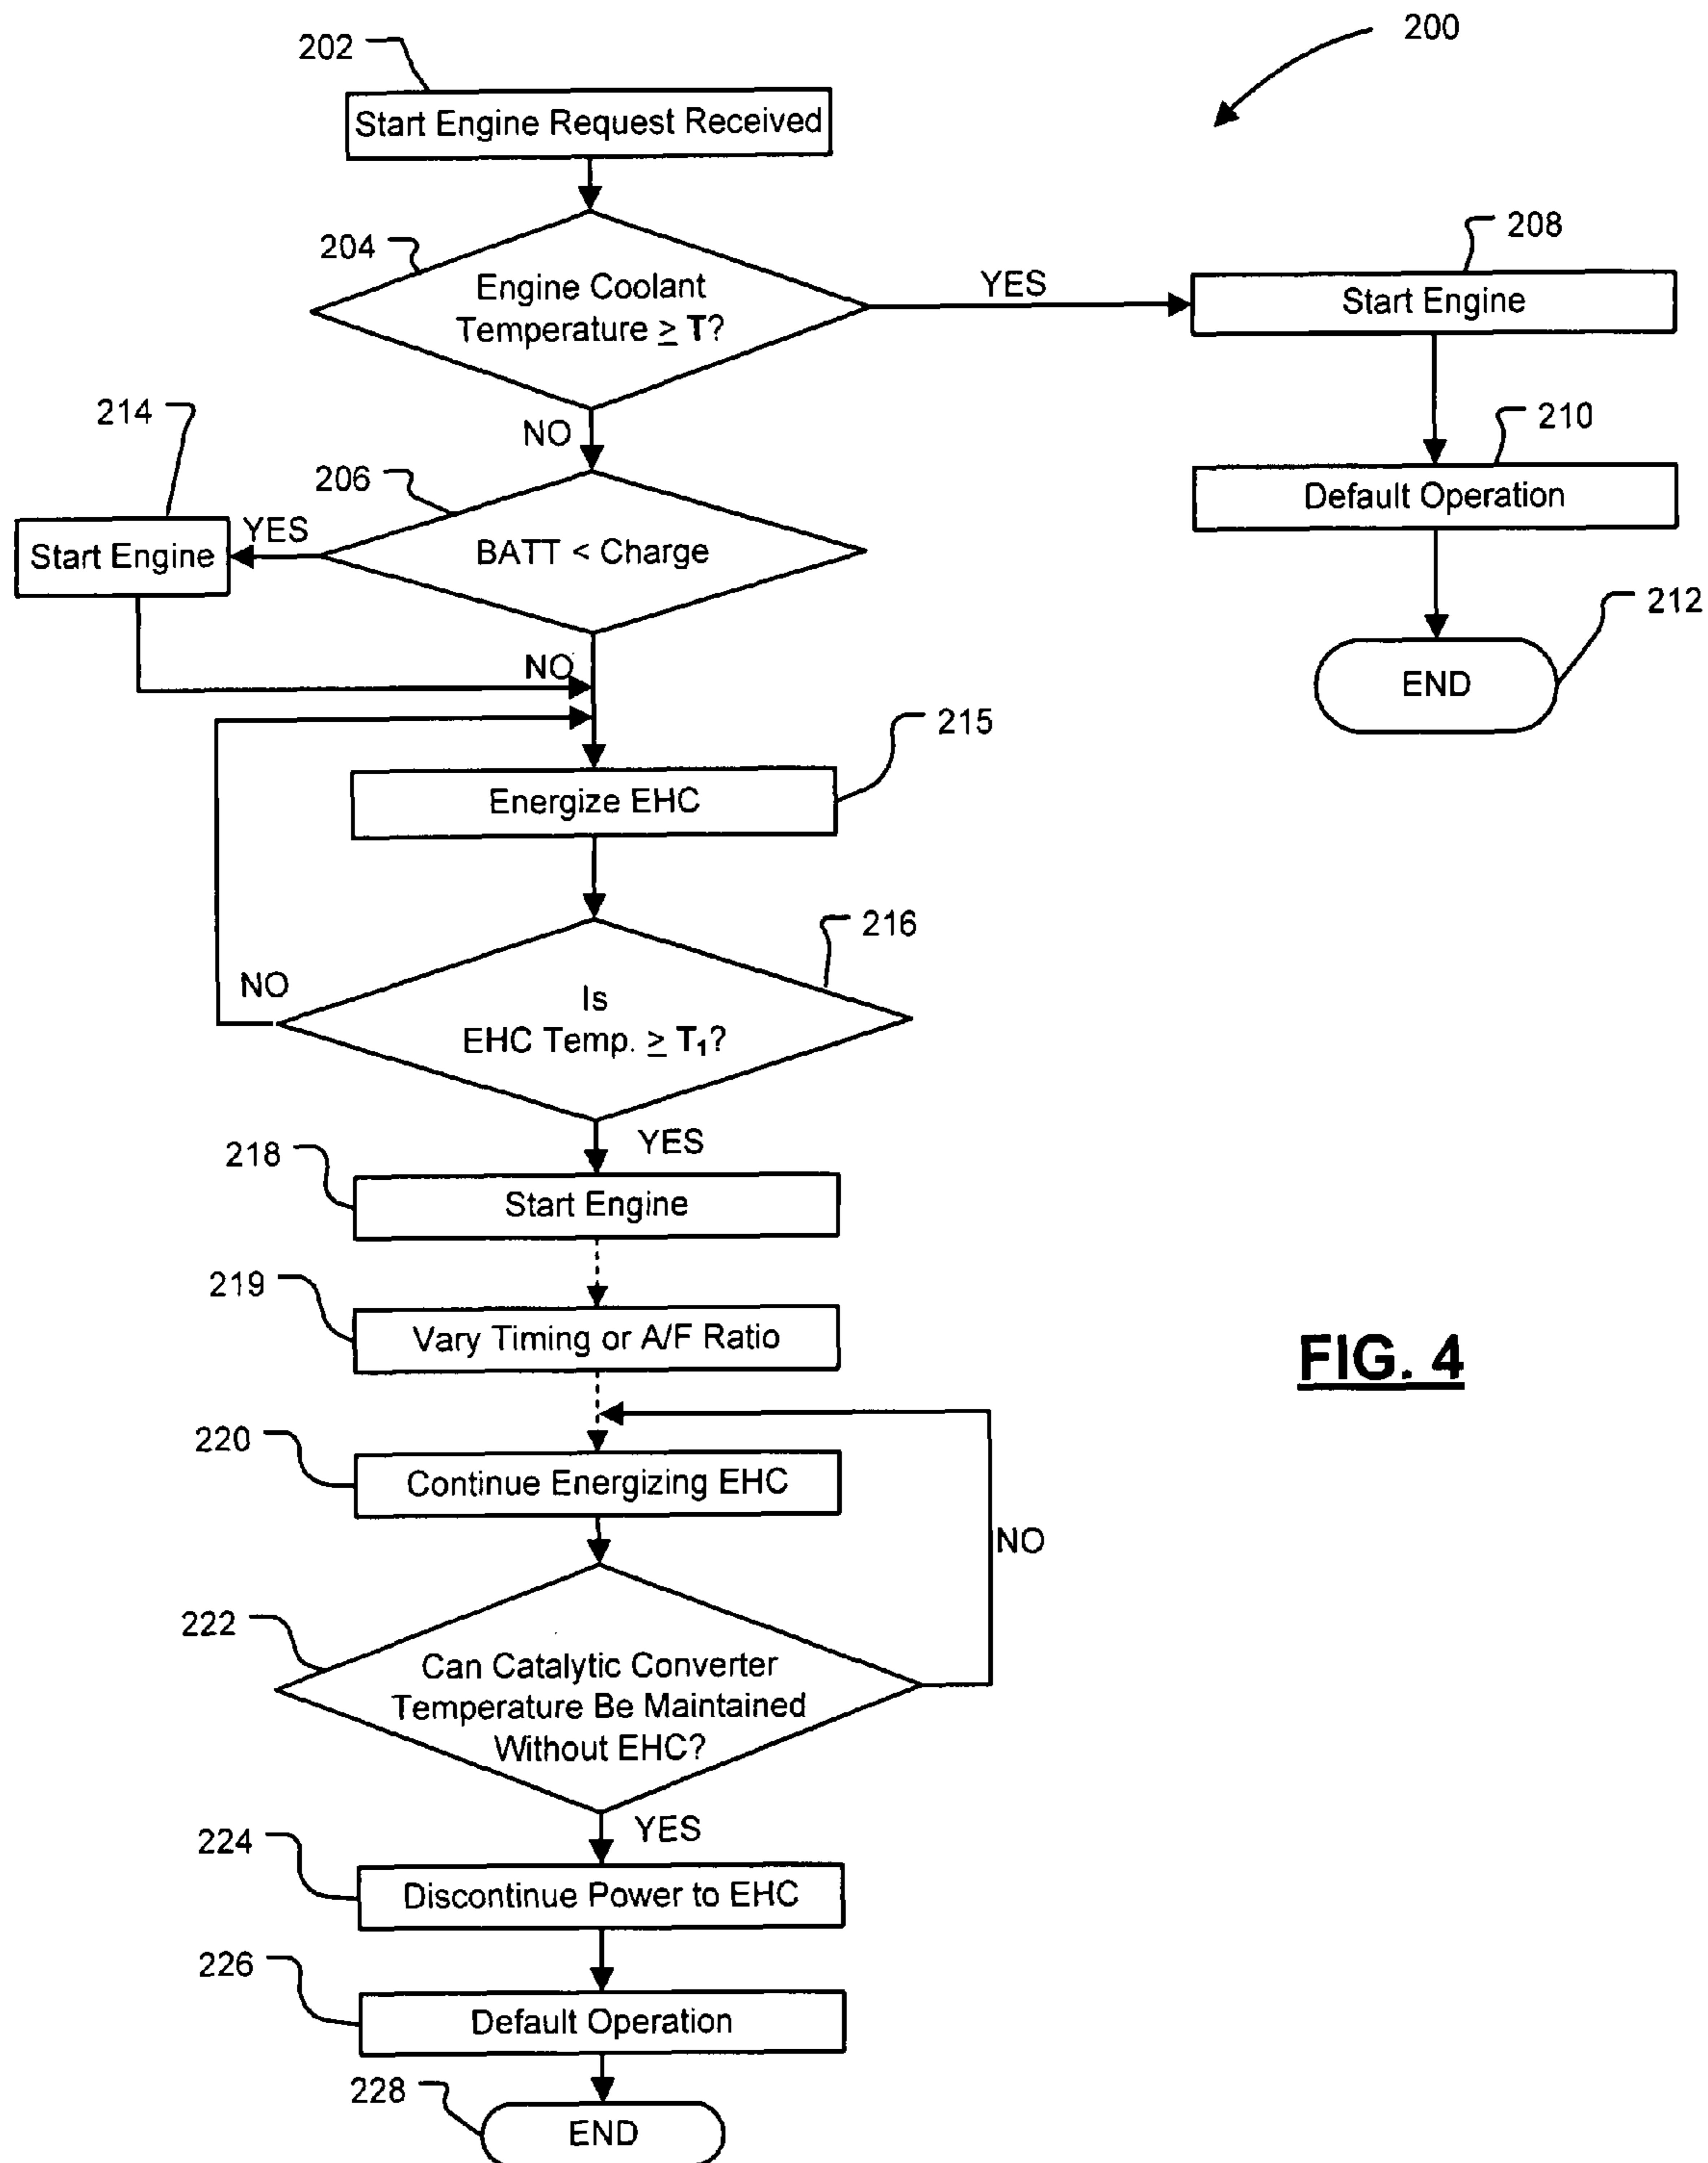 200
202
Start Engine Request Received
204
Engine Coolant
Temperature ≥ T?
YES
208
Start Engine
NO
210
Default Operation
212
END
214
Start Engine
YES
206
BATT < Charge
NO
215
Energize EHC
216
Is
EHC Temp. ≥ T₁?
NO
YES
218
Start Engine
219
Vary Timing or A/F Ratio
220
Continue Energizing EHC
NO
222
Can Catalytic Converter
Temperature Be Maintained
Without EHC?
YES
224
Discontinue Power to EHC
226
Default Operation
228
END
FIG. 4